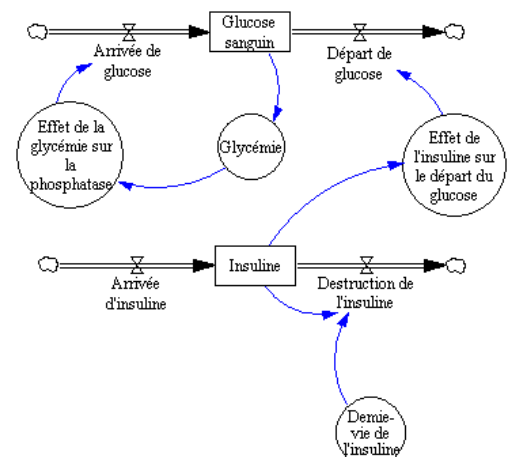 Glucose
sanguin
Arrivée de
glucose
Départ de
glucose
Effet de la
glycémie sur
la
phosphatase
Glycémie
Effet de
l'insuline sur
le départ du
glucose
Insuline
Arrivée
d'insuline
Destruction de
l'insuline
Demie-
vie de
l'insuline